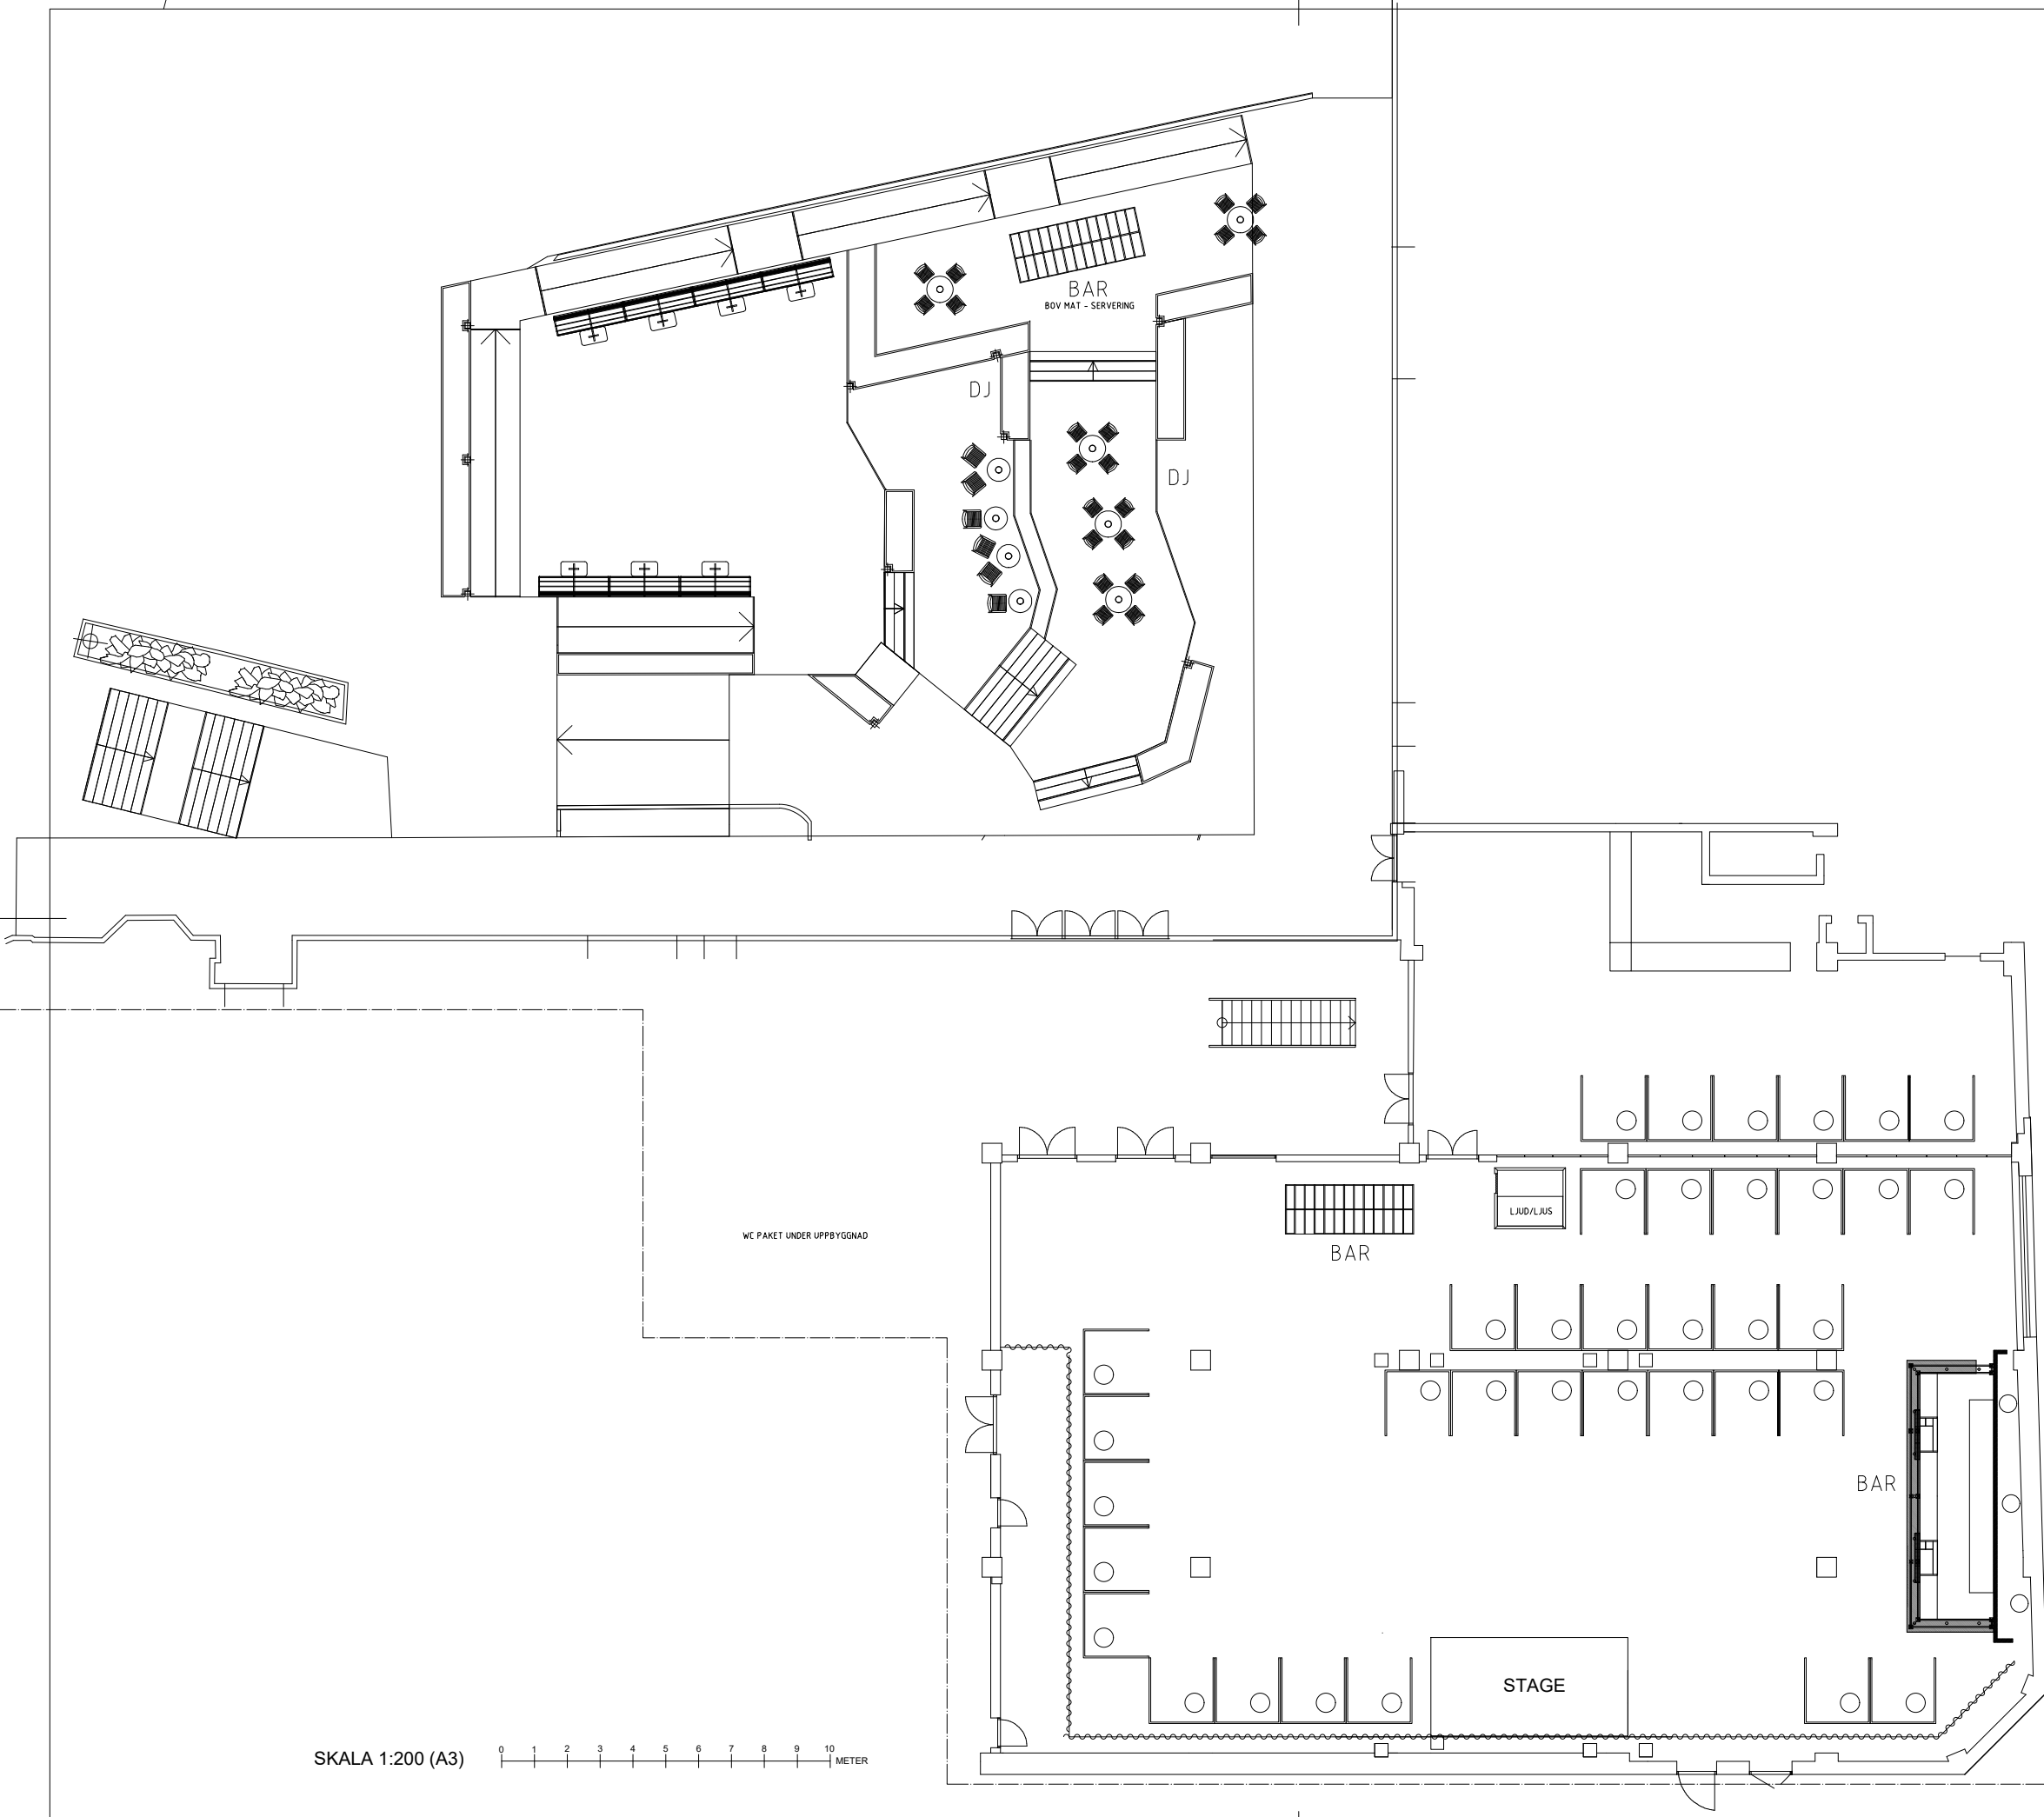 BAR
BOV MAT - SERVERING
DJ
DJ
LJUD/LJUS
WC PAKET UNDER UPPBYGGNAD
BAR
BAR
STAGE
SKALA 1:200 (A3)
0 1 2 3 4 5 6 7 8 9 10 METER